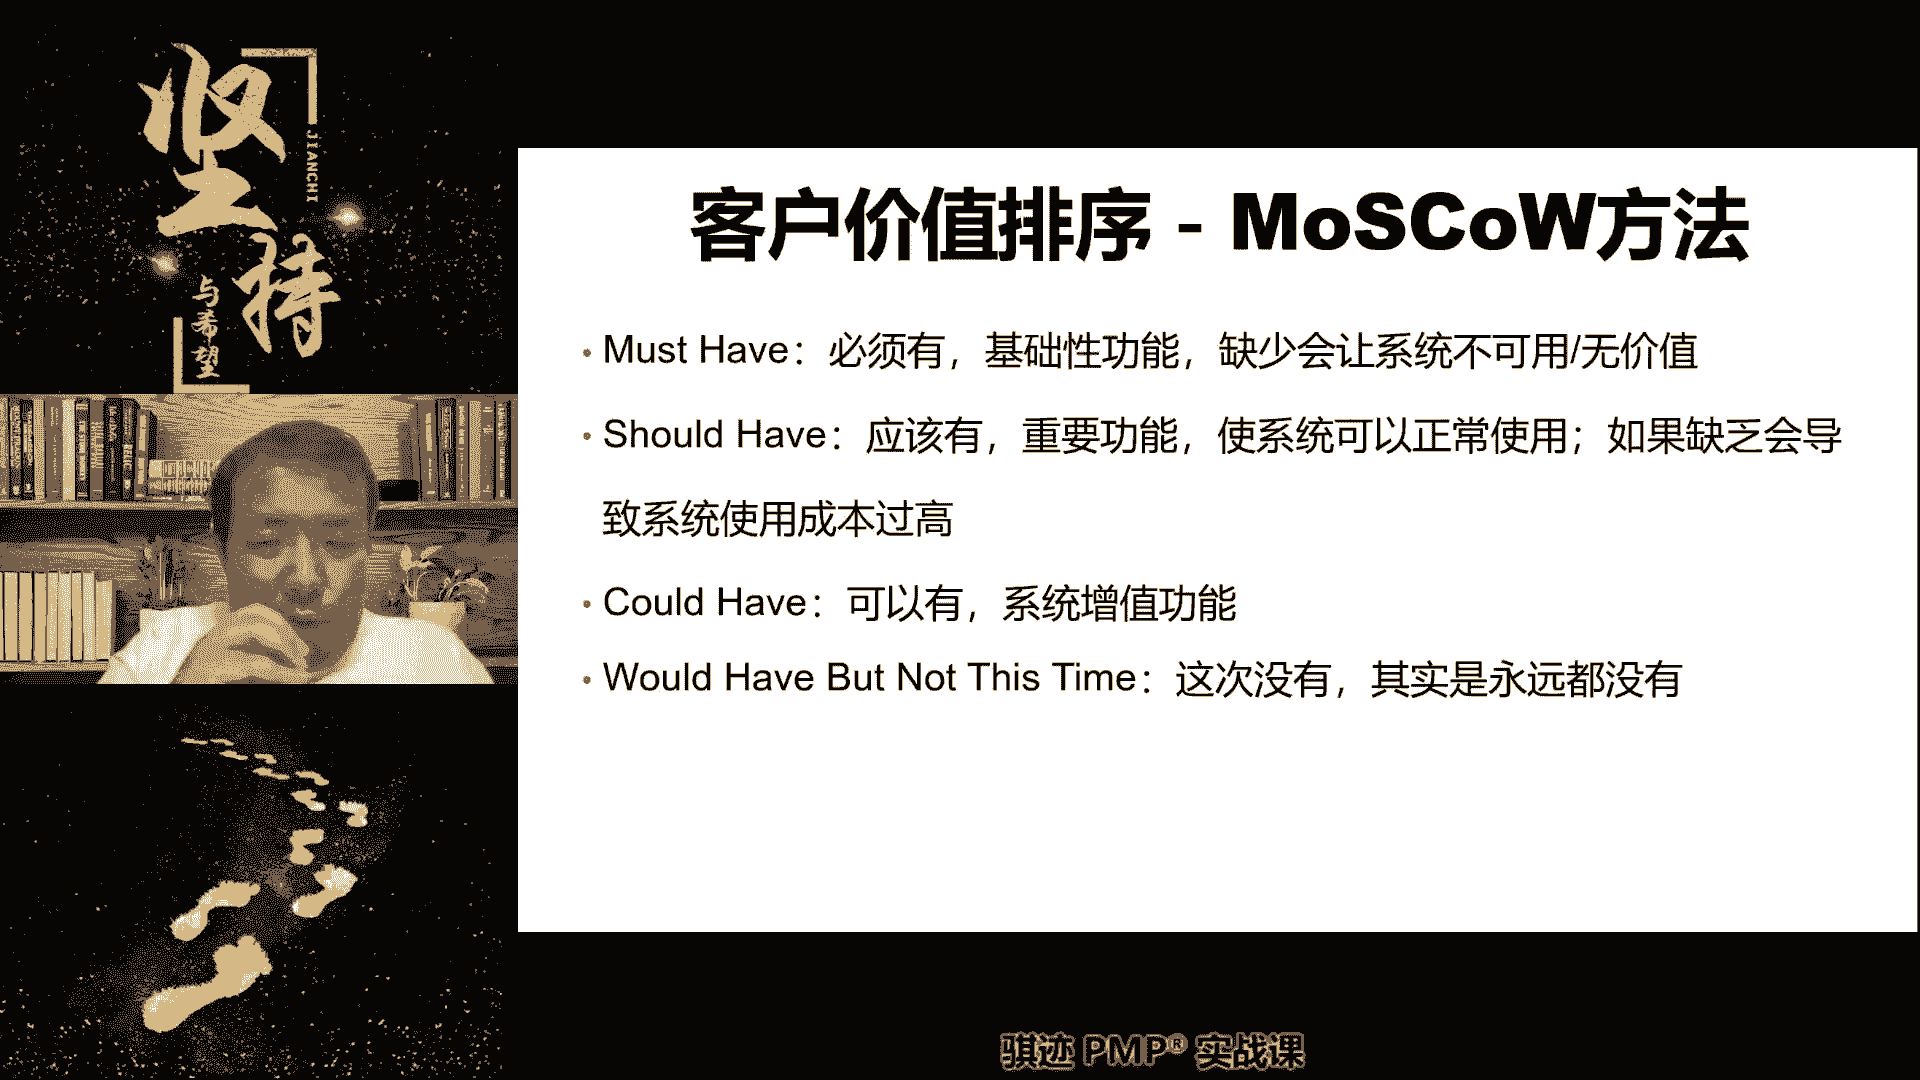 坚持
JIANCHI
与希望
客户价值排序 - MoSCoW方法
• Must Have：必须有，基础性功能，缺少会让系统不可用/无价值
• Should Have：应该有，重要功能，使系统可以正常使用；如果缺乏会导
致系统使用成本过高
• Could Have：可以有，系统增值功能
• Would Have But Not This Time：这次没有，其实是永远都没有
骐迹 PMP® 实战课